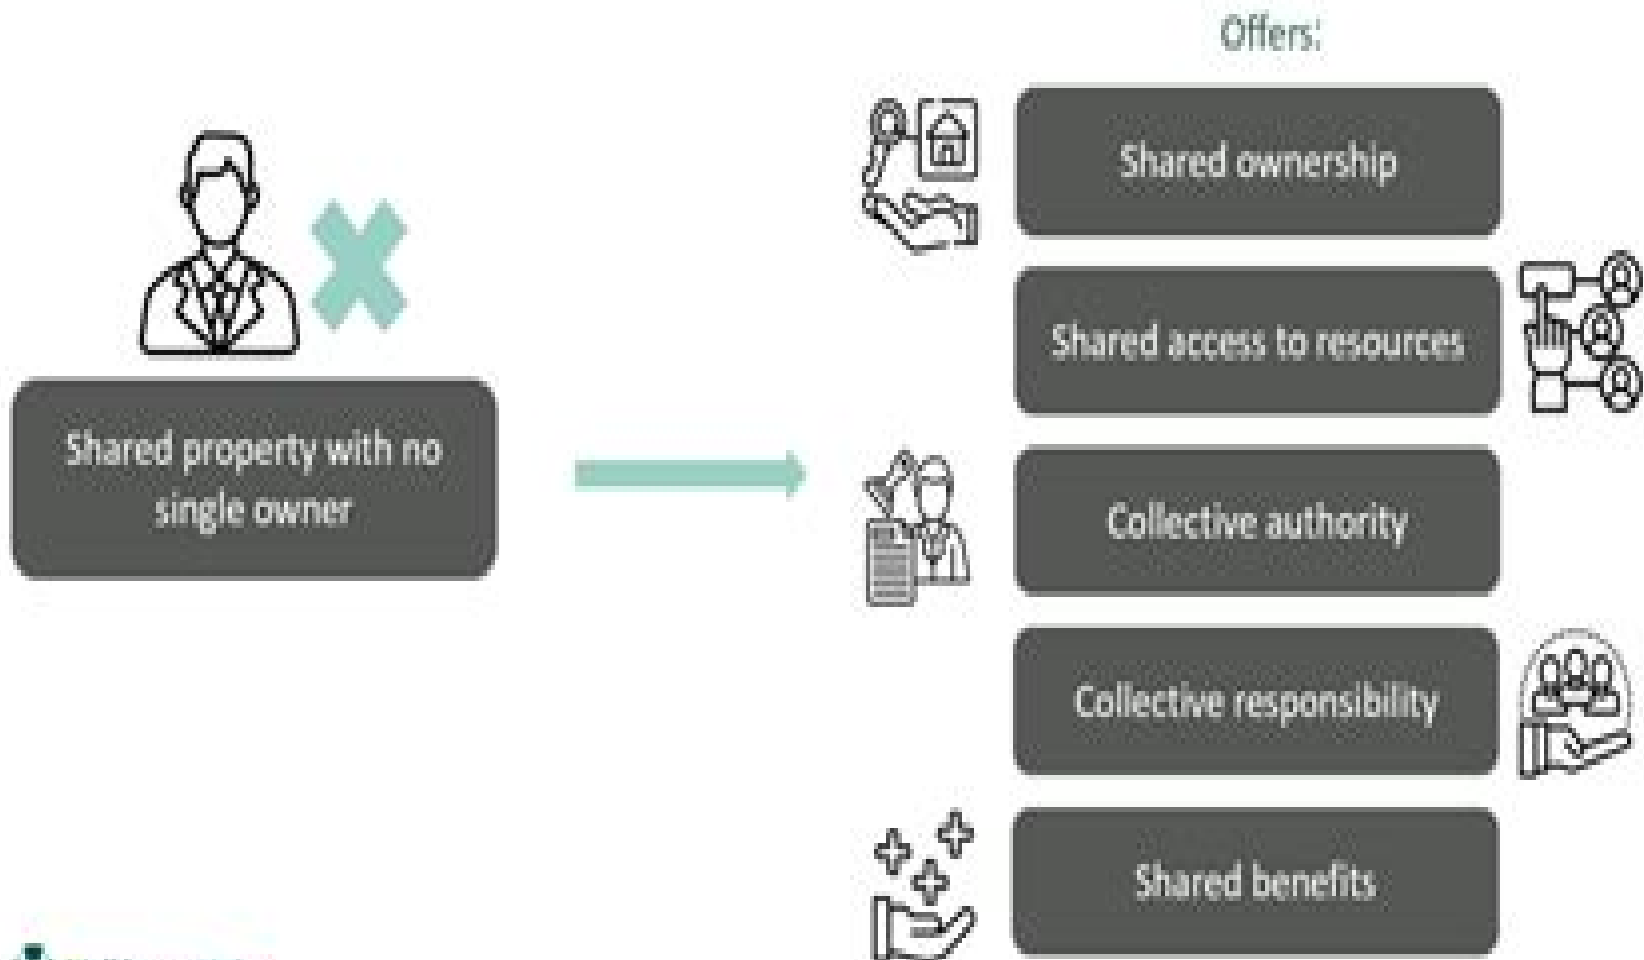 Offers:
Shared ownership
Shared access to resources
Shared property with no
single owner
Collective authority
Collective responsibility
Shared benefits